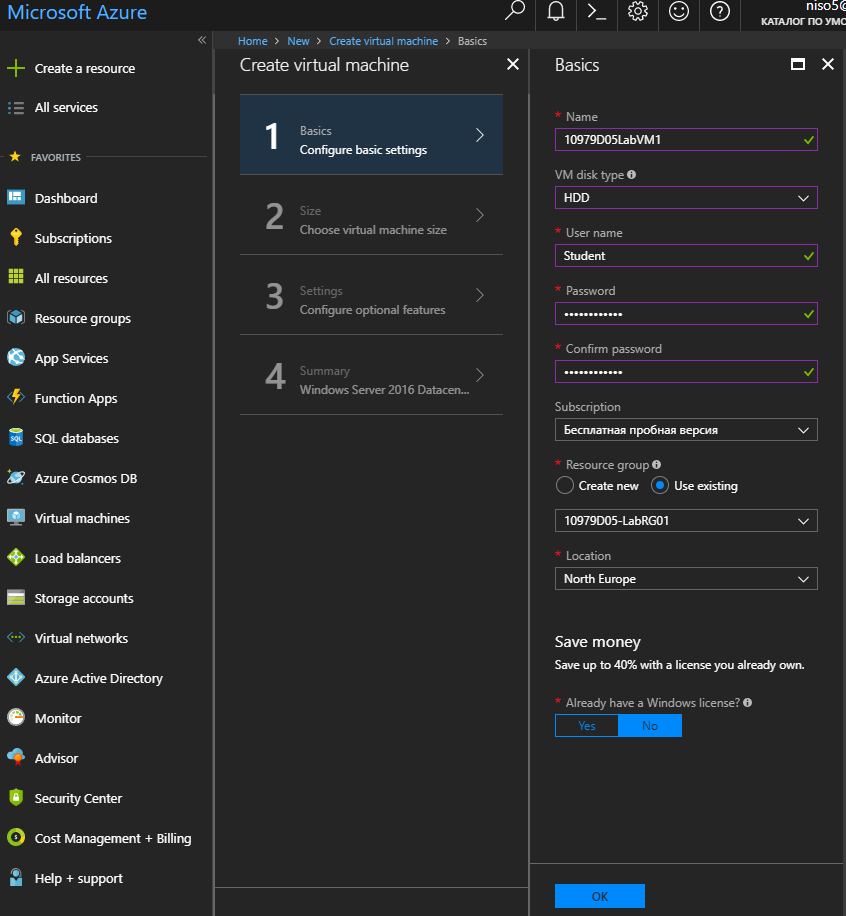 Microsoft Azure
niso5@
КАТАЛОГ ПО УМО
Home > New > Create virtual machine > Basics
Create a resource
All services
FAVORITES
Dashboard
Subscriptions
All resources
Resource groups
App Services
Function Apps
SQL databases
Azure Cosmos DB
Virtual machines
Load balancers
Storage accounts
Virtual networks
Azure Active Directory
Monitor
Advisor
Security Center
Cost Management + Billing
Help + support
Create virtual machine
1
Basics
Configure basic settings
2
Size
Choose virtual machine size
3
Settings
Configure optional features
4
Summary
Windows Server 2016 Datacen...
Basics
* Name
10979D05LabVM1
VM disk type
HDD
* User name
Student
* Password
••••••••••••
* Confirm password
••••••••••••
Subscription
Бесплатная пробная версия
* Resource group
Create new
Use existing
10979D05-LabRG01
* Location
North Europe
Save money
Save up to 40% with a license you already own.
* Already have a Windows license?
Yes No
OK